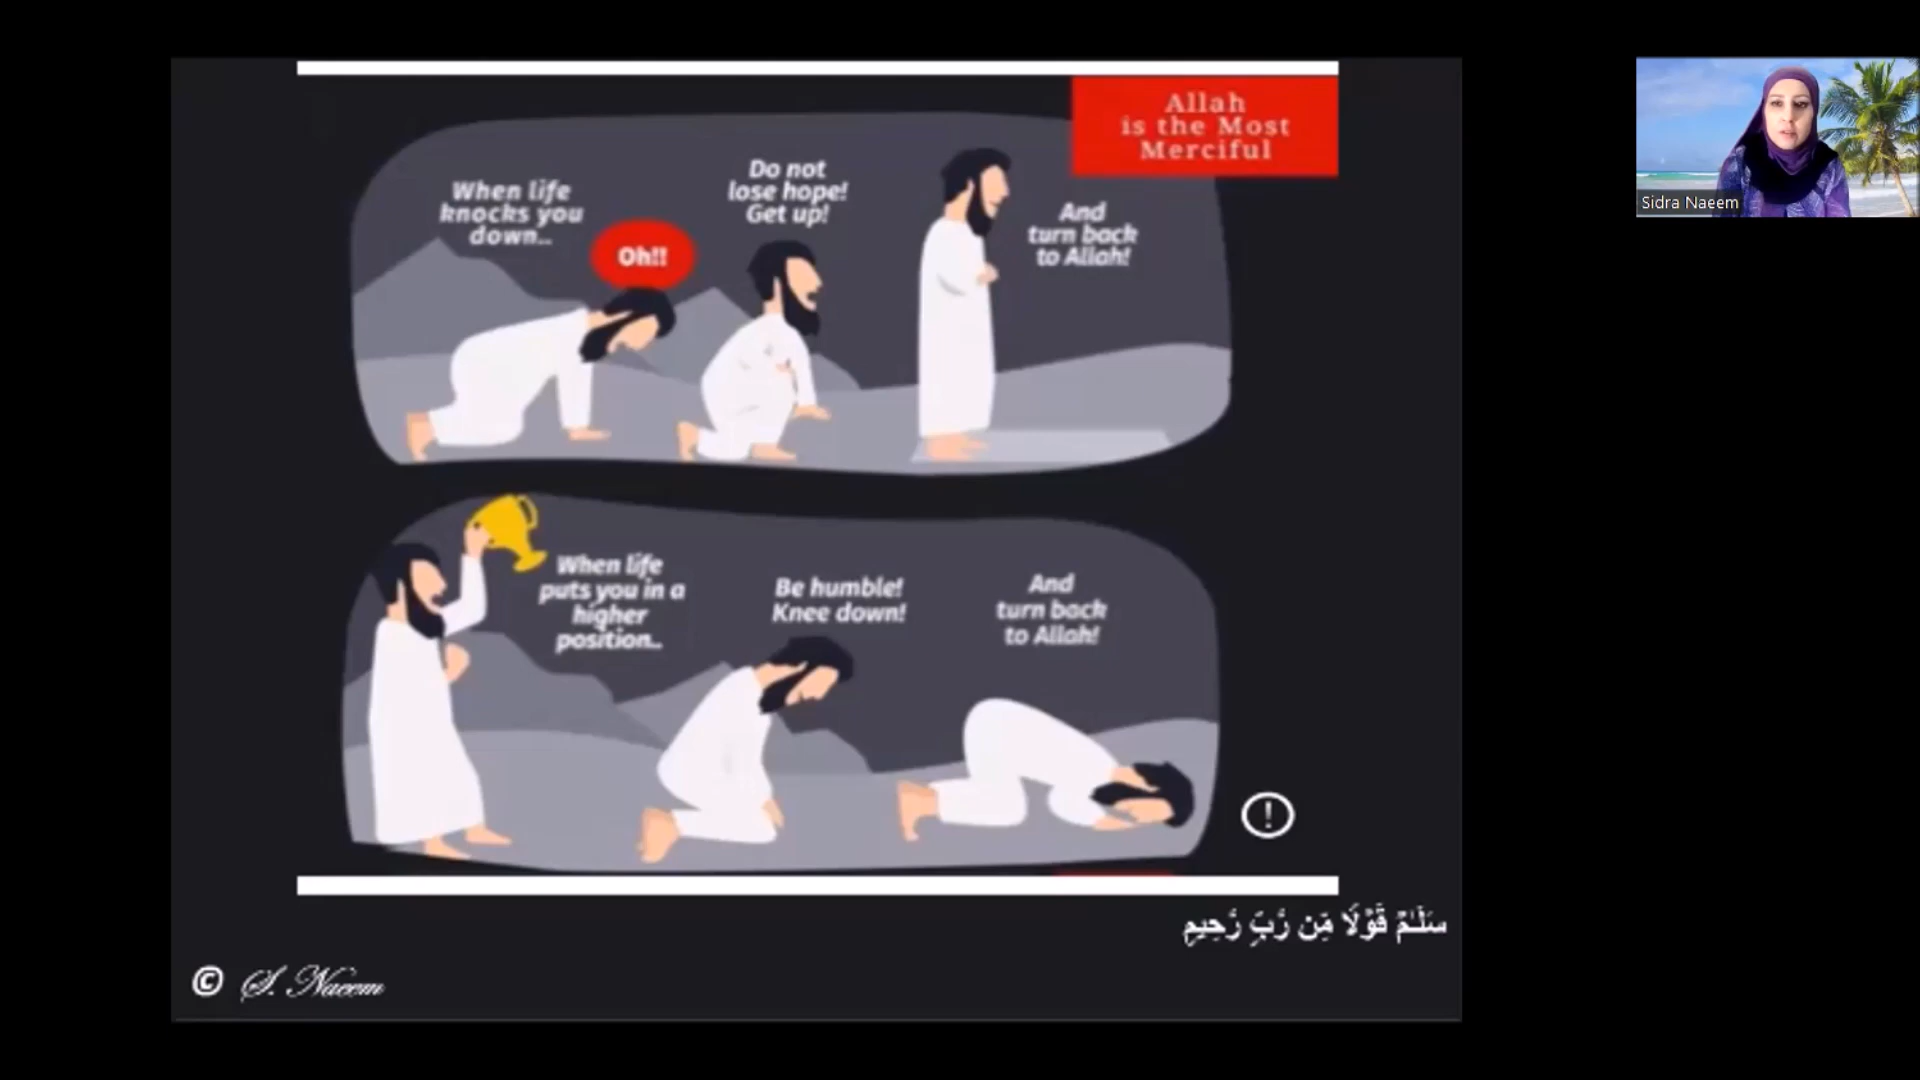 Allah
is the Most
Merciful
When life
knocks you
down..
Oh!!
Do not
lose hope!
Get up!
And
turn back
to Allah!
When life
puts you in a
higher
position..
Be humble!
Knee down!
And
turn back
to Allah!
!
سَلَـٰمٌ قَوْلًا مِّن رَّبٍّ رَّحِيمٍ
© S. Naeem
Sidra Naeem